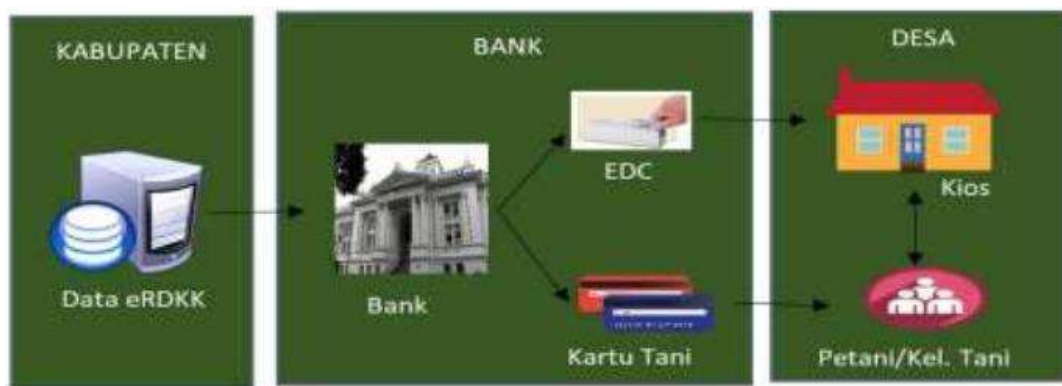 KABUPATEN
Data eRDKK
BANK
Bank
EDC
Kartu Tani
DESA
Kios
Petani/Kel. Tani